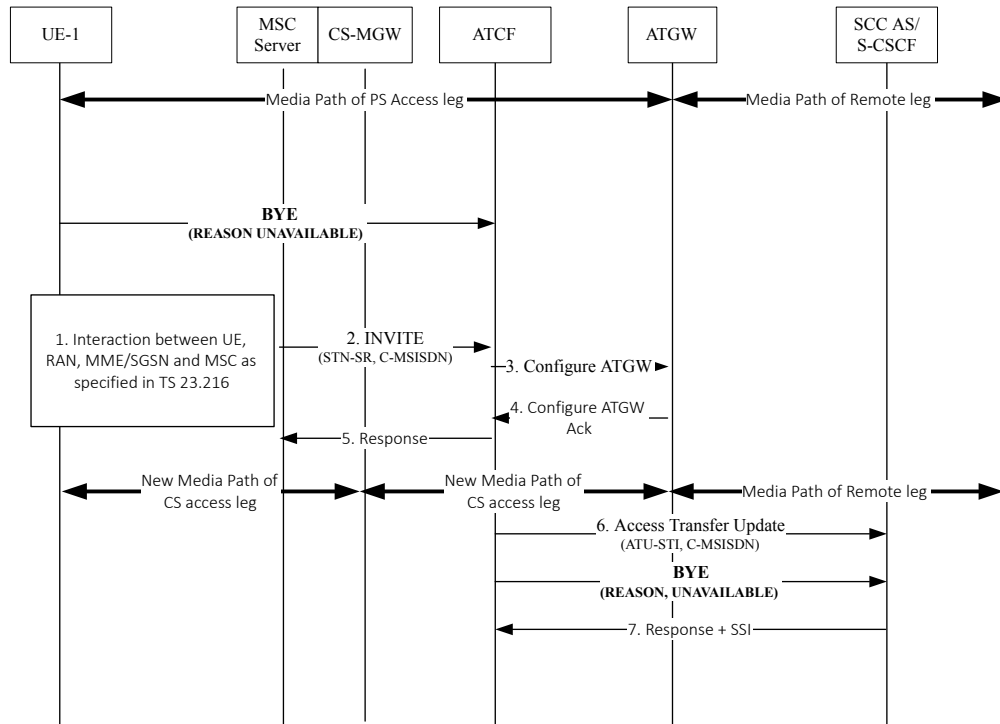 UE-1
MSC
Server
CS-MGW
ATCF
ATGW
SCC AS/
S-CSCF
Media Path of PS Access leg
Media Path of Remote leg
BYE
(REASON UNAVAILABLE)
1. Interaction between UE,
RAN, MME/SGSN and MSC as
specified in TS 23.216
2. INVITE
(STN-SR, C-MSISDN)
3. Configure ATGW
4. Configure ATGW
Ack
5. Response
New Media Path of
CS access leg
New Media Path of
CS access leg
Media Path of Remote leg
6. Access Transfer Update
(ATU-STI, C-MSISDN)
BYE
(REASON, UNAVAILABLE)
7. Response + SSI